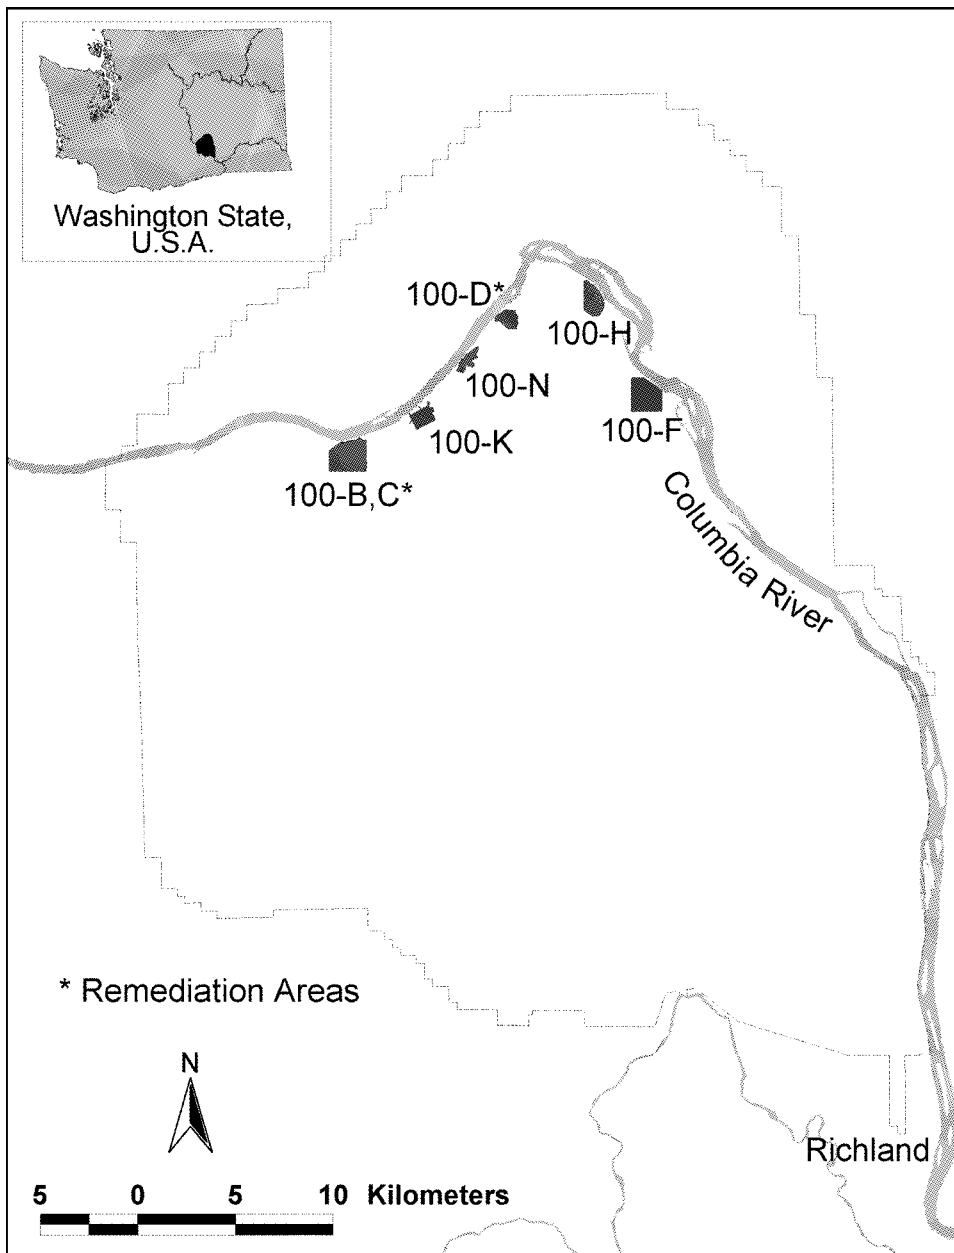 Washington State,
U.S.A.
100-D*
100-H
100-N
100-F
100-K
100-B,C*
Columbia River
* Remediation Areas
N
Richland
5 0 5 10 Kilometers